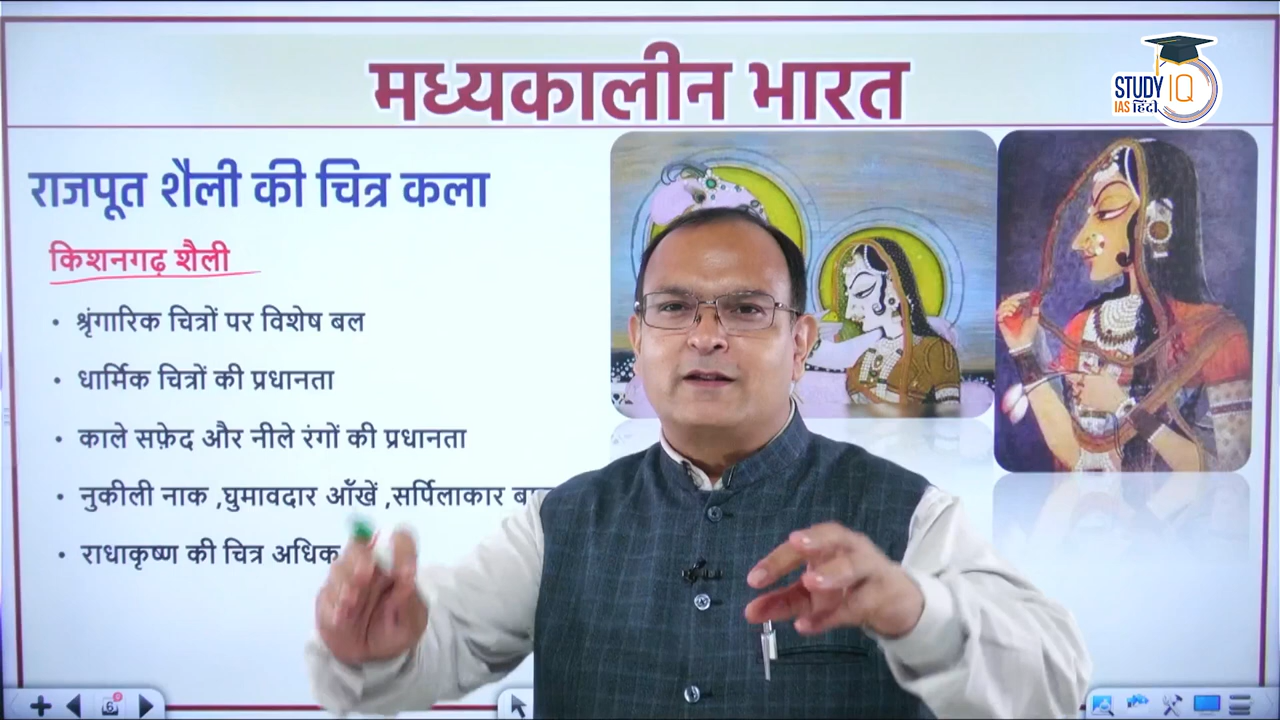 मध्यकालीन भारत
STUDY IQ
IAS हिंदी
राजपूत शैली की चित्र कला
किशनगढ़ शैली
• श्रृंगारिक चित्रों पर विशेष बल
• धार्मिक चित्रों की प्रधानता
• काले सफ़ेद और नीले रंगों की प्रधानता
• नुकीली नाक ,घुमावदार आँखें ,सर्पिलाकार
• राधाकृष्ण की चित्र अधिक
6